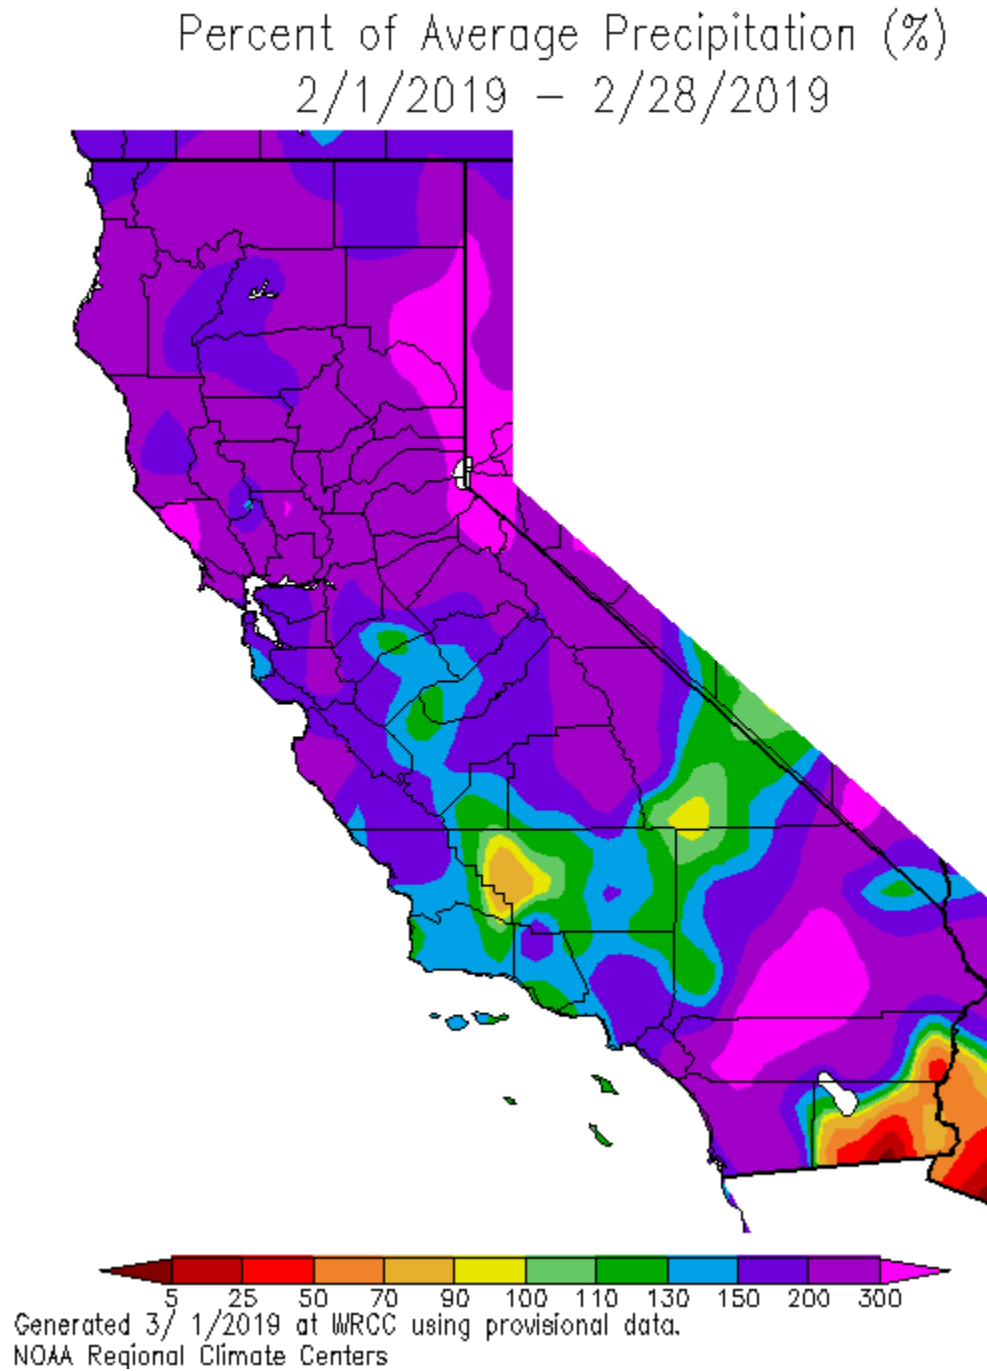 Percent of Average Precipitation (%)
2/1/2019 – 2/28/2019
5 25 50 70 90 100 110 130 150 200 300
Generated 3/ 1/2019 at WRCC using provisional data.
NOAA Regional Climate Centers